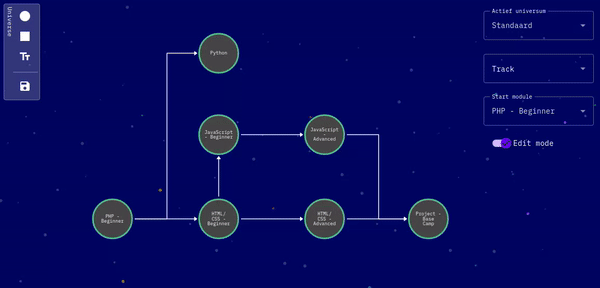 Universe
Tт
Python
JavaScript
- Beginner
JavaScript
-
Advanced
PHP -
Beginner
HTML/
CSS -
Beginner
HTML/
CSS -
Advanced
Project -
Base
Camp
Actief universum
Standaard
Track
Start module
PHP - Beginner
Edit mode